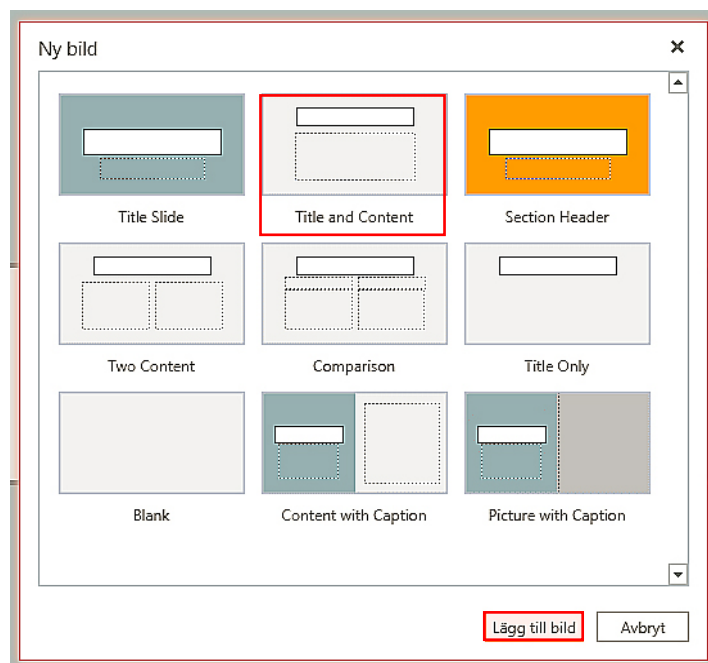 Ny bild
Title Slide
Title and Content
Section Header
Two Content
Comparison
Title Only
Blank
Content with Caption
Picture with Caption
Lägg till bild
Avbryt